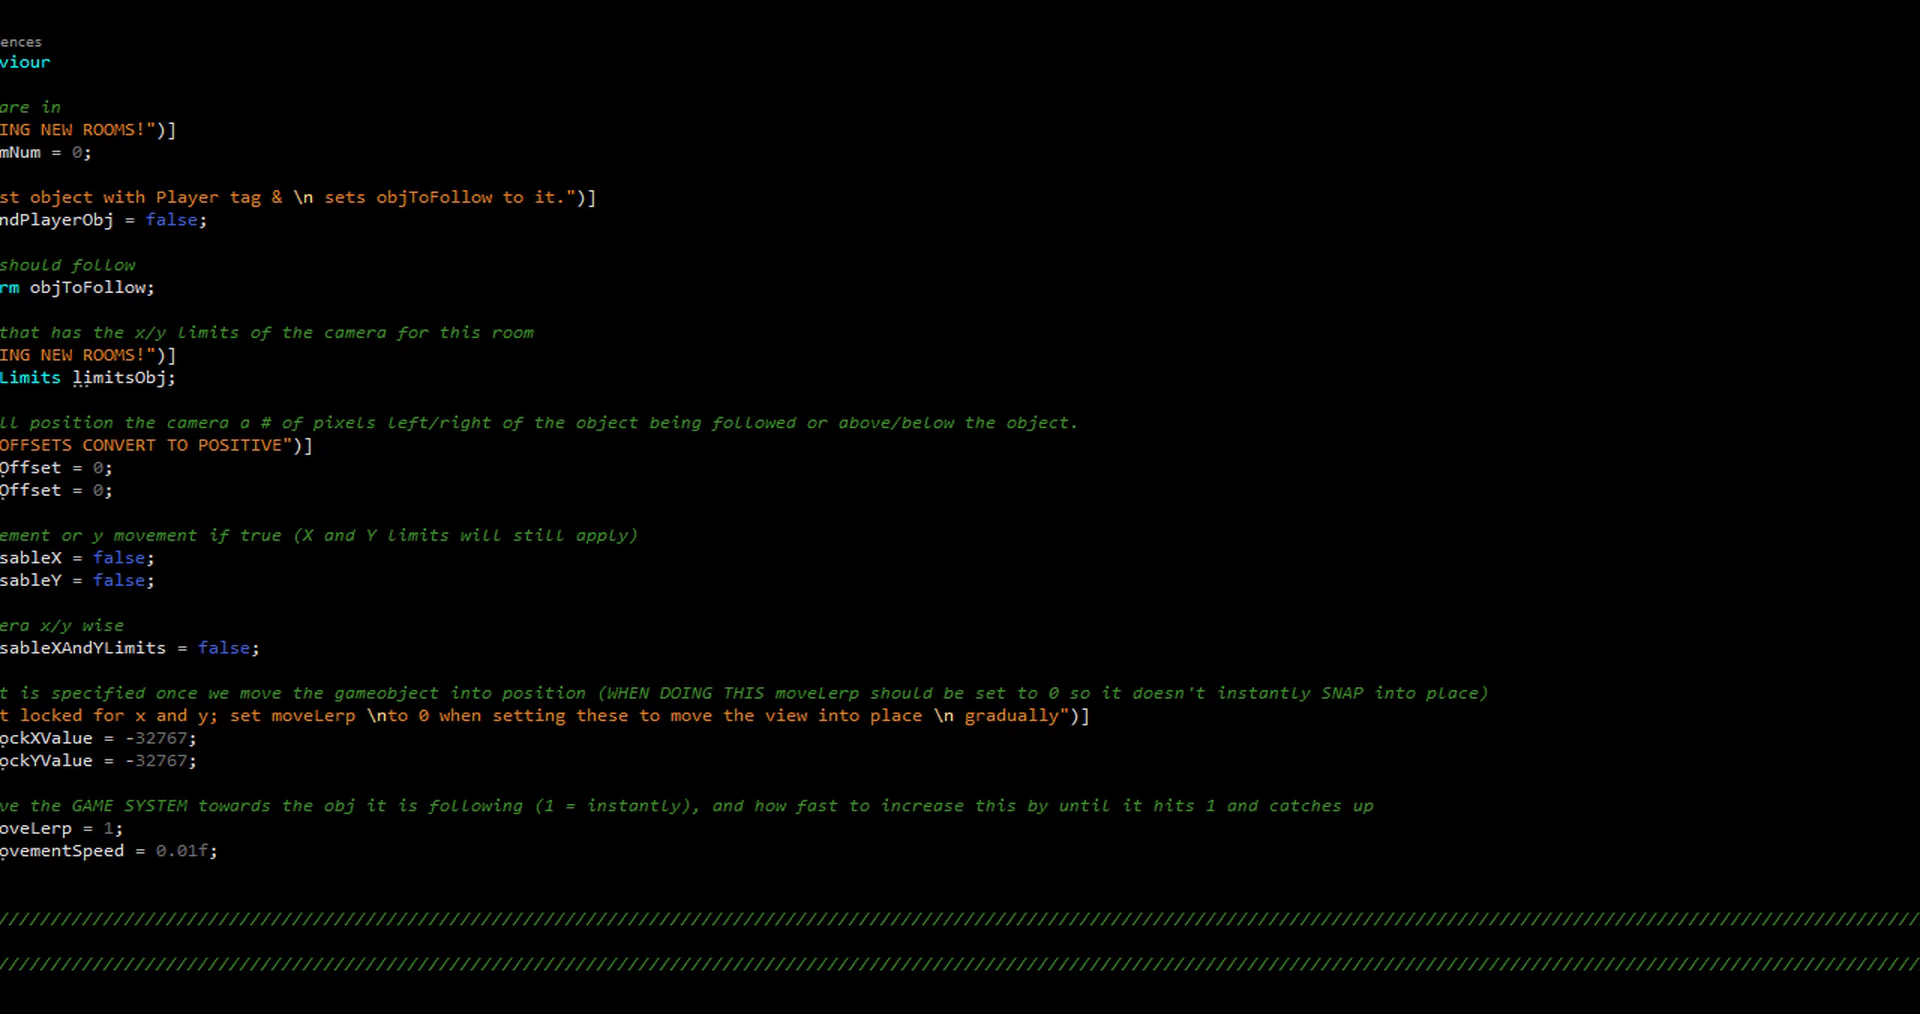 ences
viour
are in
ING NEW ROOMS!")]
mNum = 0;
st object with Player tag & \n sets objToFollow to it.")]
ndPlayerObj = false;
should follow
rm objToFollow;
that has the x/y limits of the camera for this room
ING NEW ROOMS!")]
Limits limitsObj;
ll position the camera a # of pixels left/right of the object being followed or above/below the object.
OFFSETS CONVERT TO POSITIVE")]
Offset = 0;
Offset = 0;
ement or y movement if true (X and Y limits will still apply)
sableX = false;
sableY = false;
era x/y wise
sableXAndYLimits = false;
t is specified once we move the gameobject into position (WHEN DOING THIS moveLerp should be set to 0 so it doesn't instantly SNAP into place)
t locked for x and y; set moveLerp \nto 0 when setting these to move the view into place \n gradually")]
ockXValue = -32767;
ockYValue = -32767;
ve the GAME SYSTEM towards the obj it is following (1 = instantly), and how fast to increase this by until it hits 1 and catches up
oveLerp = 1;
ovementSpeed = 0.01f;
////////////////////////////////////////////////////////////////////////////////////////////////////////////////////////////////////////////////////////////////////////////////////////
////////////////////////////////////////////////////////////////////////////////////////////////////////////////////////////////////////////////////////////////////////////////////////